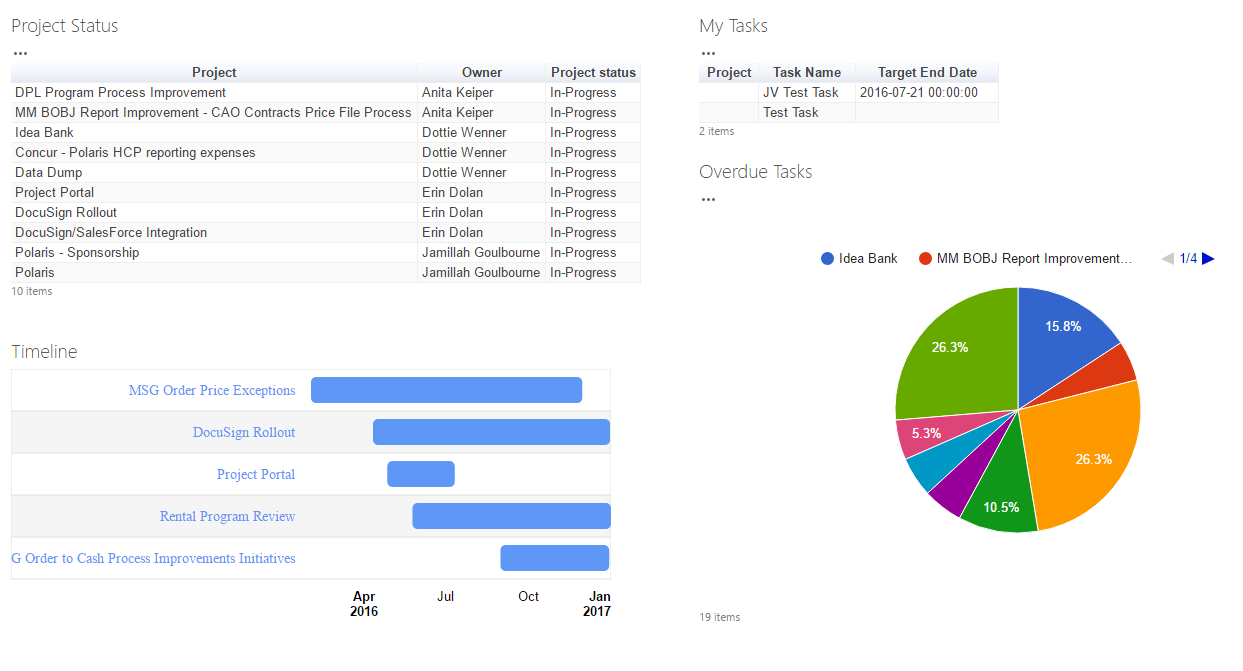 Project Status
...
Project Owner Project status
DPL Program Process Improvement Anita Keiper In-Progress
MM BOBJ Report Improvement - CAO Contracts Price File Process Anita Keiper In-Progress
Idea Bank Dottie Wenner In-Progress
Concur - Polaris HCP reporting expenses Dottie Wenner In-Progress
Data Dump Dottie Wenner In-Progress
Project Portal Erin Dolan In-Progress
DocuSign Rollout Erin Dolan In-Progress
DocuSign/SalesForce Integration Erin Dolan In-Progress
Polaris - Sponsorship Jamillah Goulbourne In-Progress
Polaris Jamillah Goulbourne In-Progress
10 items
Timeline
MSG Order Price Exceptions
DocuSign Rollout
Project Portal
Rental Program Review
G Order to Cash Process Improvements Initiatives
Apr Jul Oct Jan
2016 2017
My Tasks
...
Project Task Name Target End Date
JV Test Task 2016-07-21 00:00:00
Test Task
2 items
Overdue Tasks
...
Idea Bank MM BOBJ Report Improvement... 1/4
15.8%
26.3%
5.3%
26.3%
10.5%
19 items